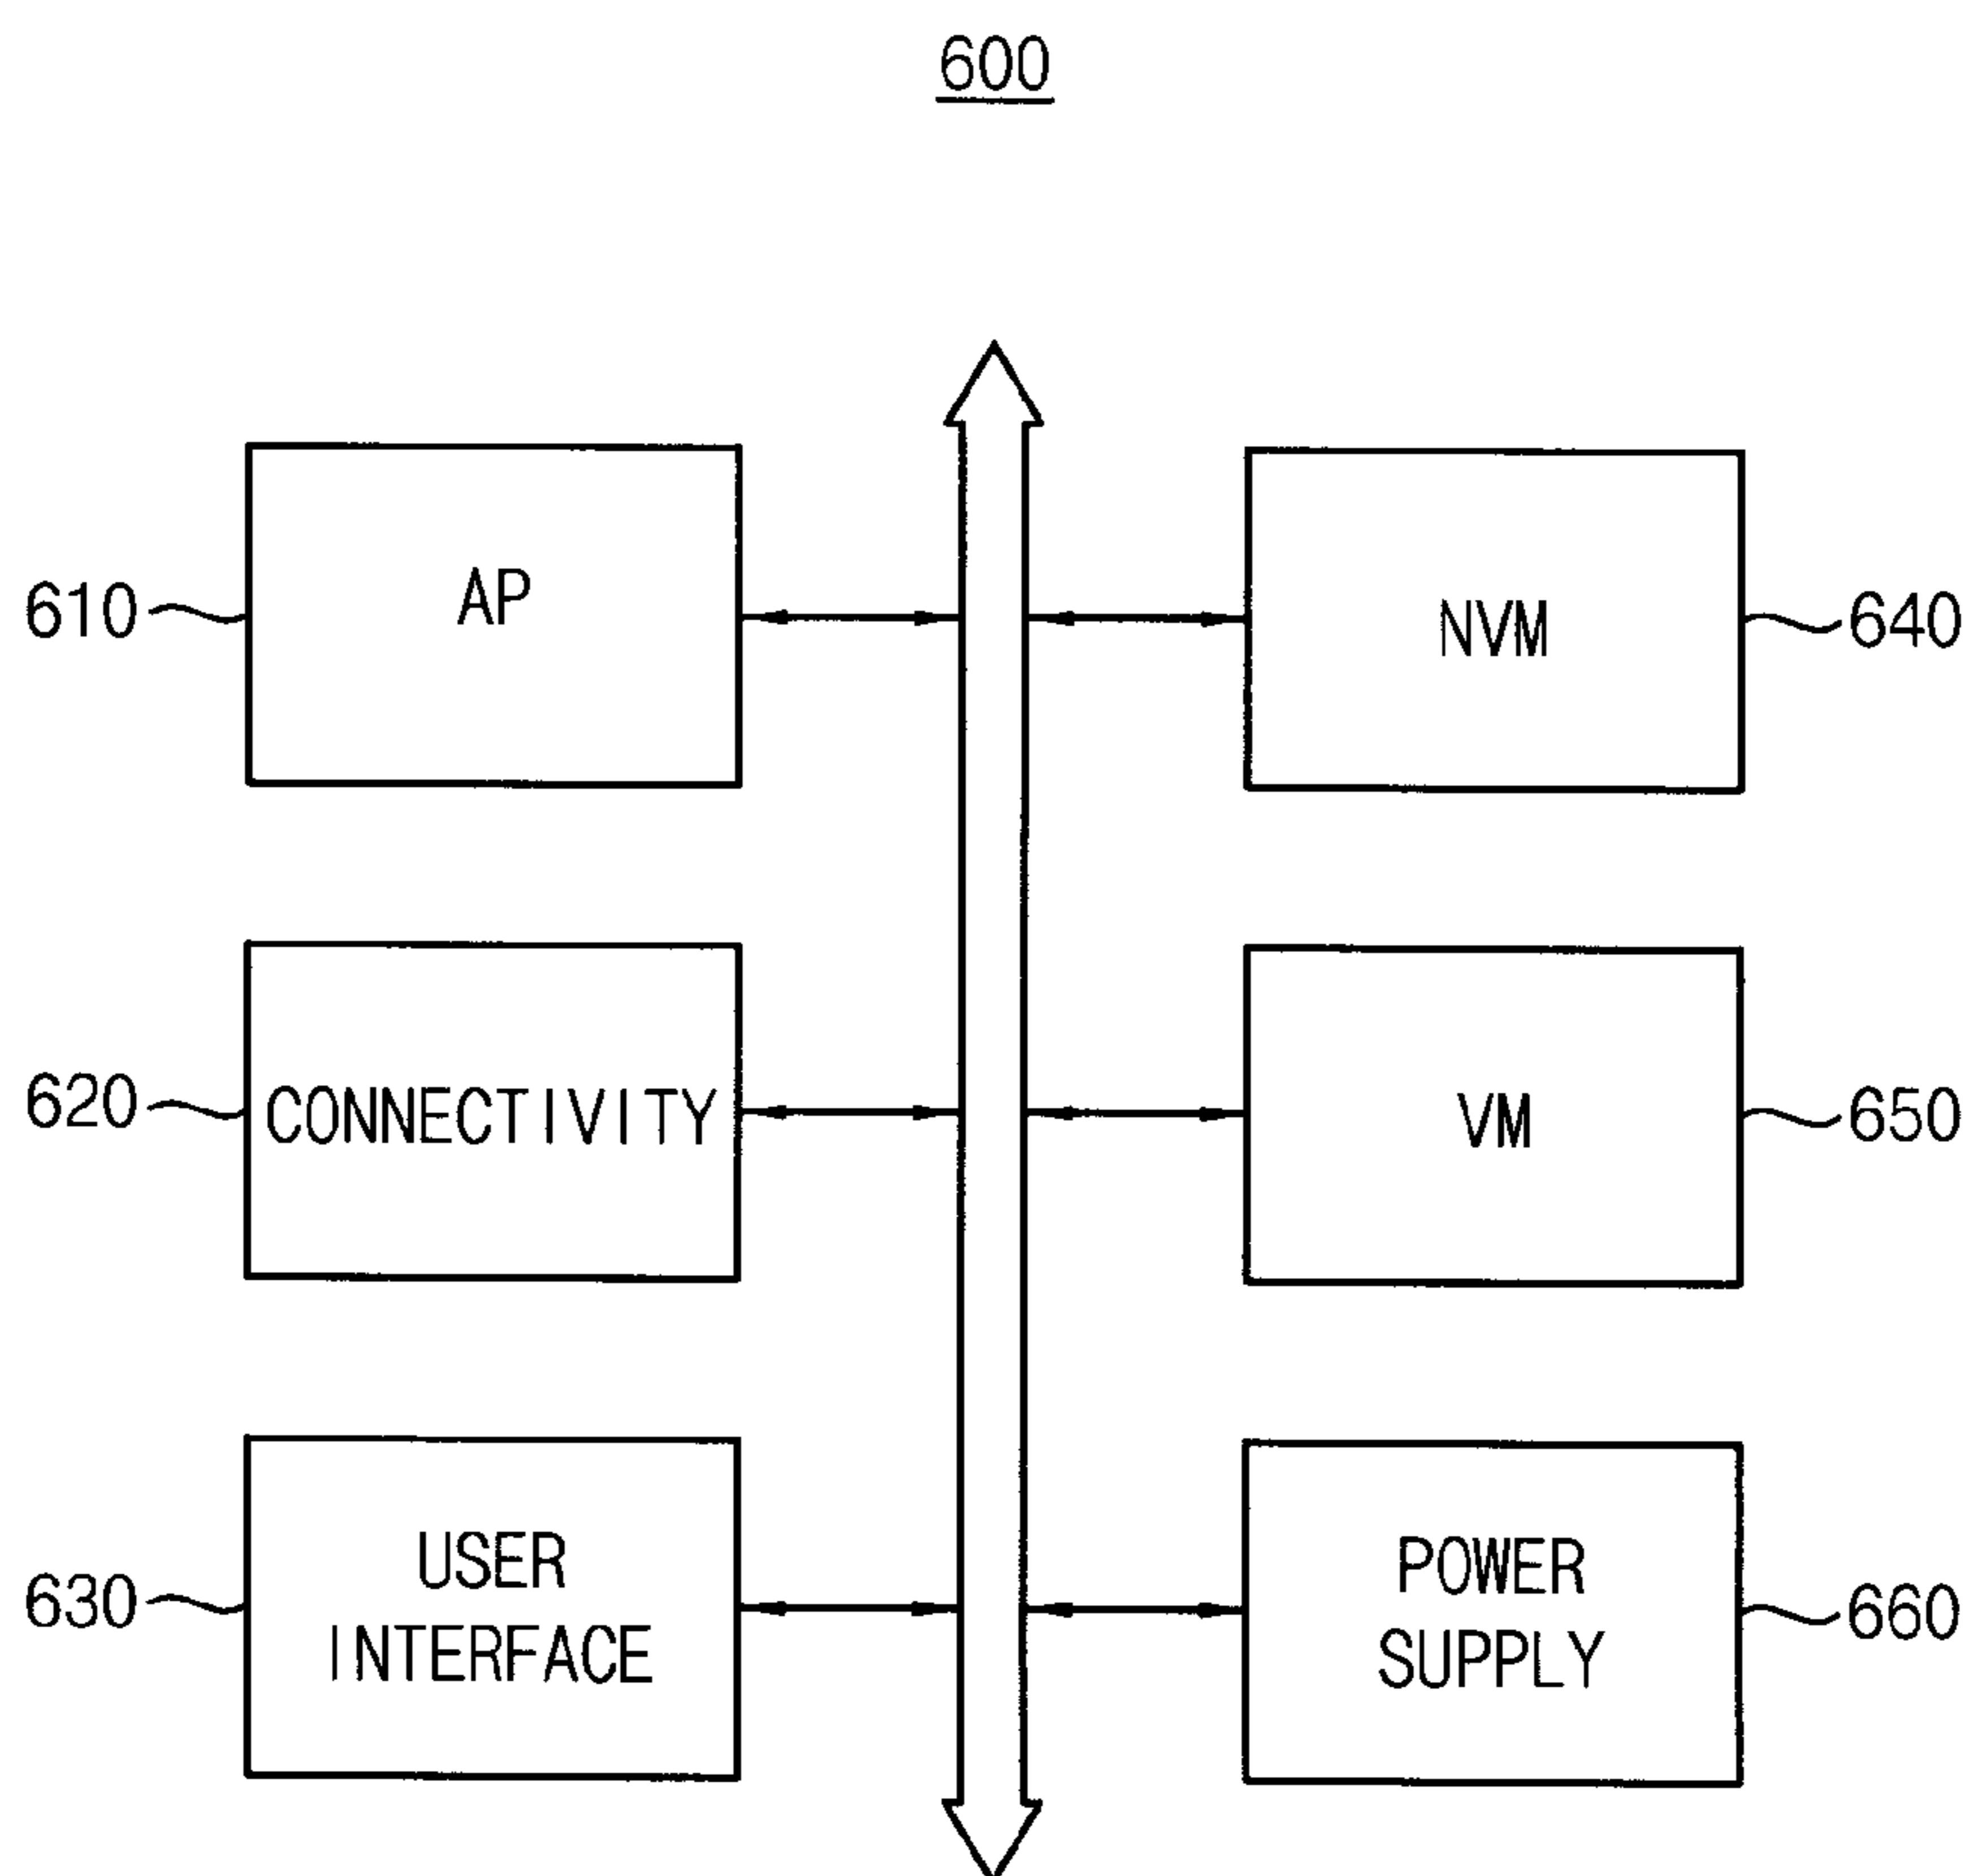 600
610
AP
NVM
640
620
CONNECTIVITY
VM
650
630
USER
INTERFACE
POWER
SUPPLY
660